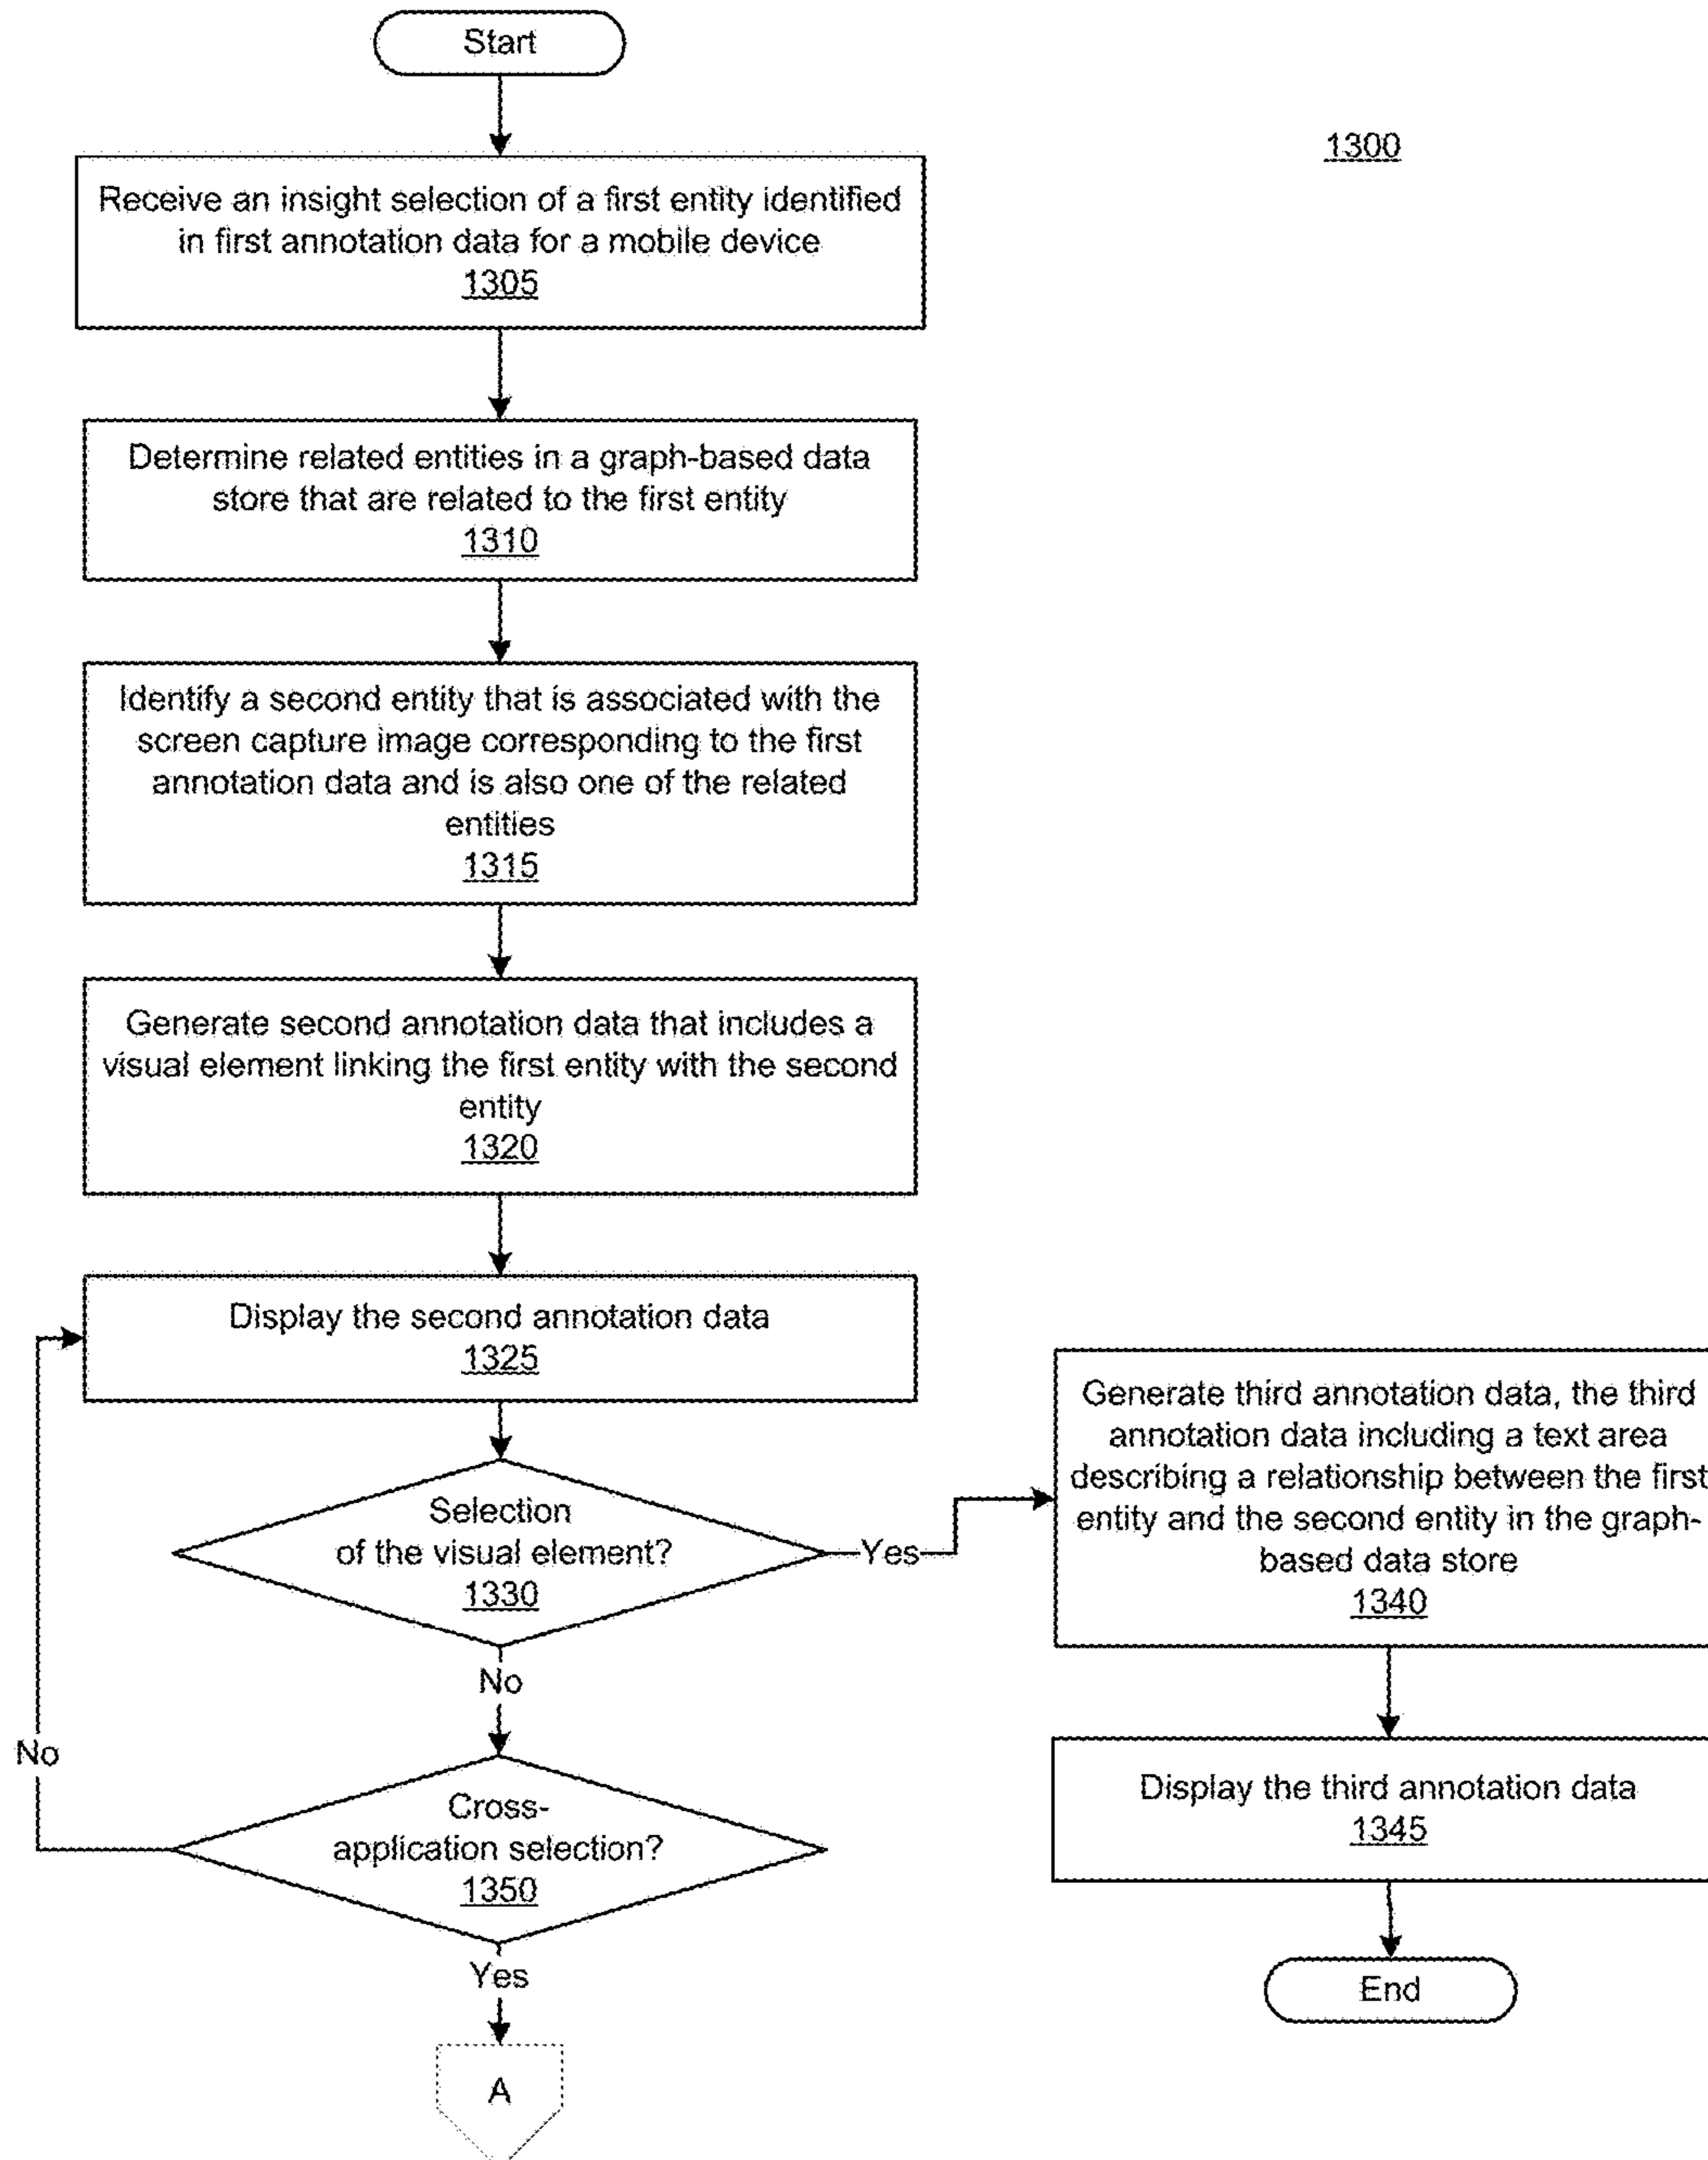 Start
1300
Receive an insight selection of a first entity identified
in first annotation data for a mobile device
1305
Determine related entities in a graph-based data
store that are related to the first entity
1310
Identify a second entity that is associated with the
screen capture image corresponding to the first
annotation data and is also one of the related
entities
1315
Generate second annotation data that includes a
visual element linking the first entity with the second
entity
1320
Display the second annotation data
1325
Selection
of the visual element?
1330
Yes
No
Generate third annotation data, the third
annotation data including a text area
describing a relationship between the first
entity and the second entity in the graph-
based data store
1340
Display the third annotation data
1345
End
No
Cross-
application selection?
1350
Yes
A